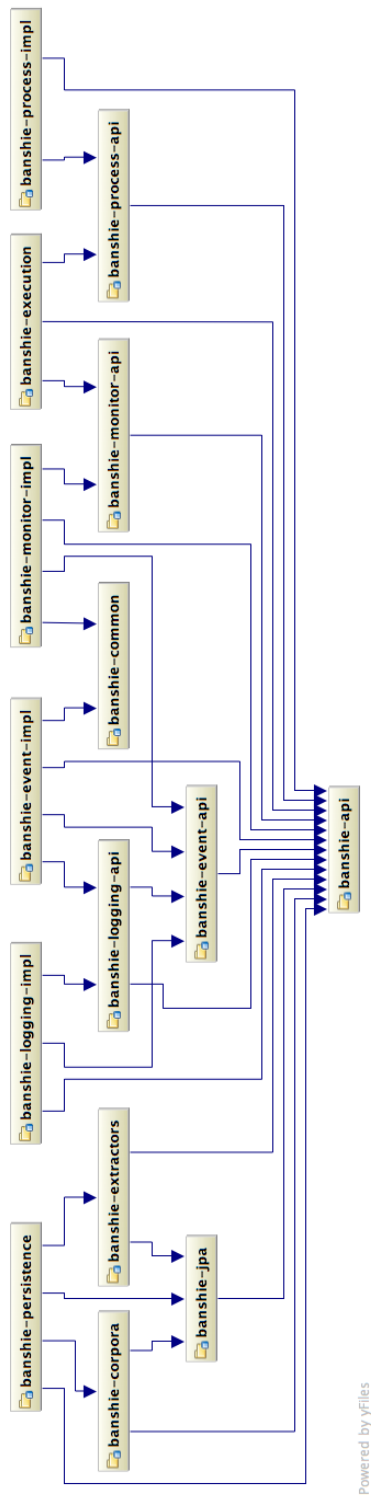 banshie-persistence
banshie-logging-impl
banshie-event-impl
banshie-monitor-impl
banshie-execution
banshie-process-impl
banshie-corpora
banshie-extractors
banshie-logging-api
banshie-common
banshie-monitor-api
banshie-process-api
banshie-jpa
banshie-event-api
banshie-api
Powered by yFiles